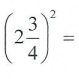 (2 3/4)² =